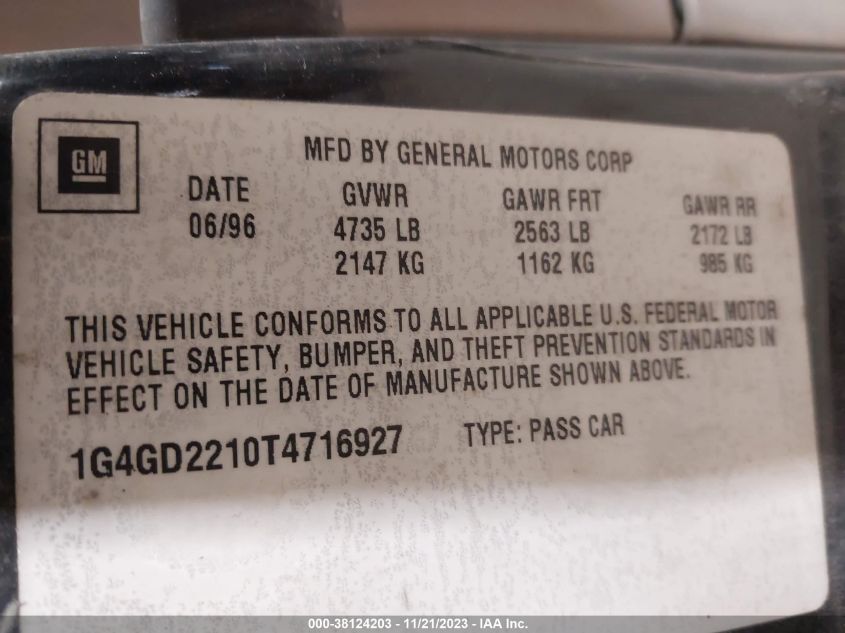 GM
MFD BY GENERAL MOTORS CORP
DATE GVWR GAWR FRT GAWR RR
06/96 4735 LB 2563 LB 2172 LB
2147 KG 1162 KG 985 KG
THIS VEHICLE CONFORMS TO ALL APPLICABLE U.S. FEDERAL MOTOR
VEHICLE SAFETY, BUMPER, AND THEFT PREVENTION STANDARDS IN
EFFECT ON THE DATE OF MANUFACTURE SHOWN ABOVE.
1G4GD2210T4716927 TYPE: PASS CAR
000-38124203 - 11/21/2023 - IAA Inc.